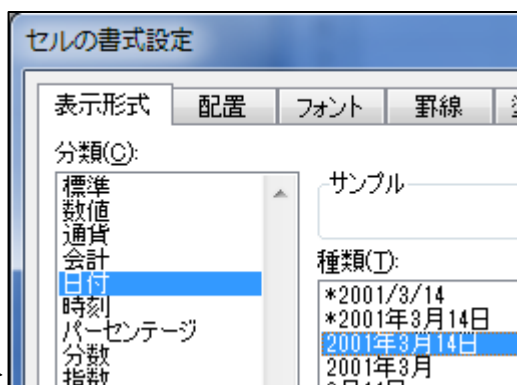 セルの書式設定
表示形式 配置 フォント 罫線
分類(C):
標準
数値
通貨
会計
日付
時刻
パーセンテージ
分数
指数
サンプル
種類(T):
*2001/3/14
*2001年3月14日
2001年3月14日
2001年3月